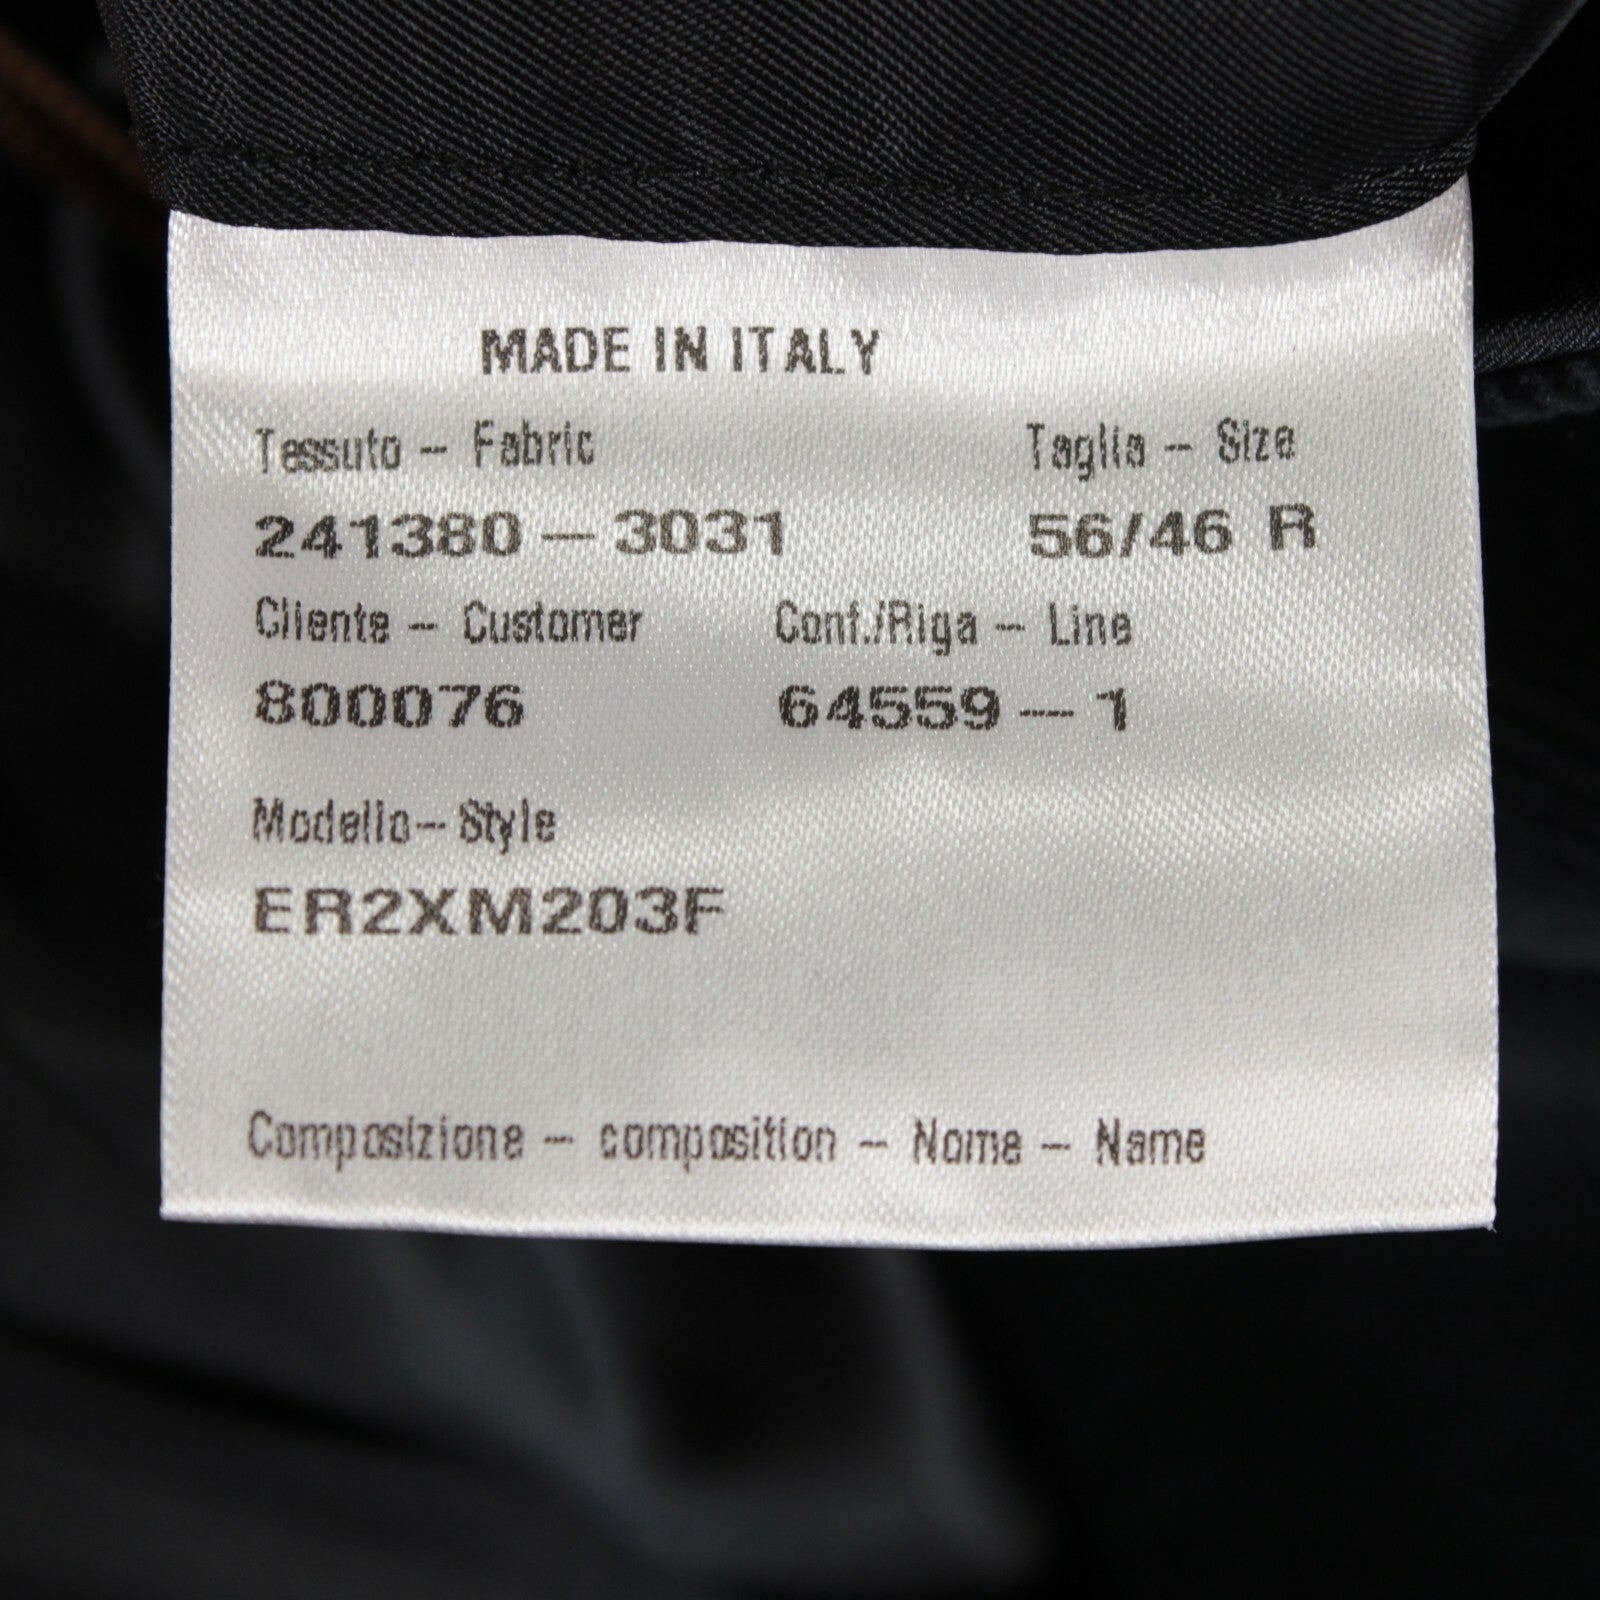 MADE IN ITALY
Tessuto - Fabric Taglia - Size
241380-3031 56/46 R
Cliente - Customer Conf./Riga - Line
800076 64559-1
Modello-Style
ER2XM203F
Composizione - composition - Nome - Name